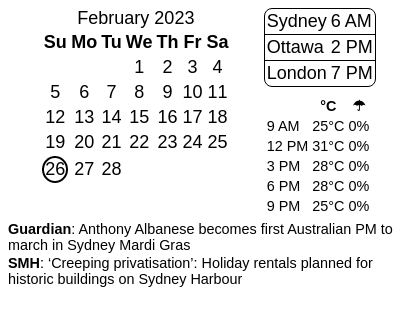 February 2023
Su Mo Tu We Th Fr Sa
1 2 3 4
5 6 7 8 9 10 11
12 13 14 15 16 17 18
19 20 21 22 23 24 25
26 27 28
Sydney 6 AM
Ottawa 2 PM
London 7 PM
°C ☂
9 AM 25°C 0%
12 PM 31°C 0%
3 PM 28°C 0%
6 PM 28°C 0%
9 PM 25°C 0%
Guardian: Anthony Albanese becomes first Australian PM to
march in Sydney Mardi Gras
SMH: ‘Creeping privatisation’: Holiday rentals planned for
historic buildings on Sydney Harbour